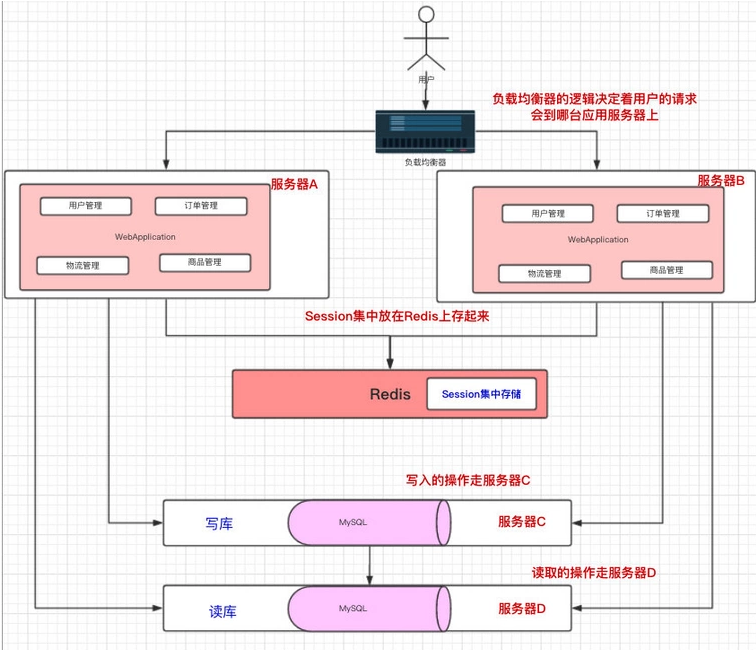 用户
负载均衡器的逻辑决定着用户的请求
会到哪台应用服务器上
负载均衡器
服务器A
用户管理
订单管理
WebApplication
物流管理
商品管理
服务器B
用户管理
订单管理
WebApplication
物流管理
商品管理
Session集中放在Redis上存起来
Redis
Session集中存储
写入的操作走服务器C
写库
MySQL
服务器C
读取的操作走服务器D
读库
MySQL
服务器D